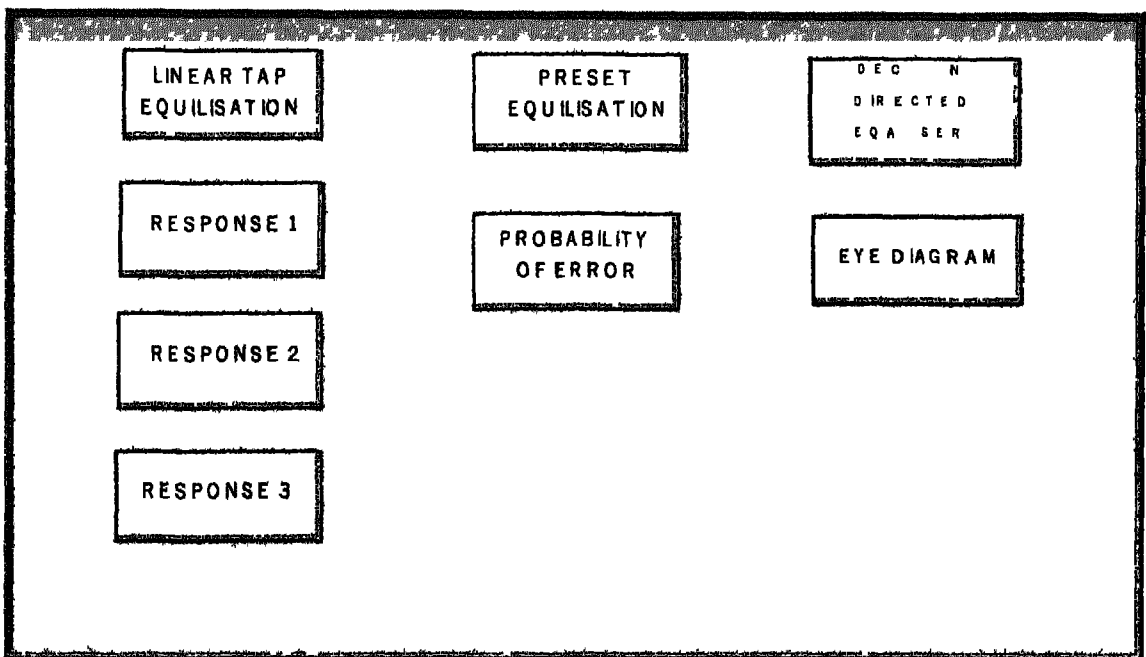 LINEAR TAP
EQUILISATION
PRESET
EQUILISATION
DIRECTED
RESPONSE 1
PROBABILITY
OF ERROR
EYE DIAGRAM
RESPONSE 2
RESPONSE 3